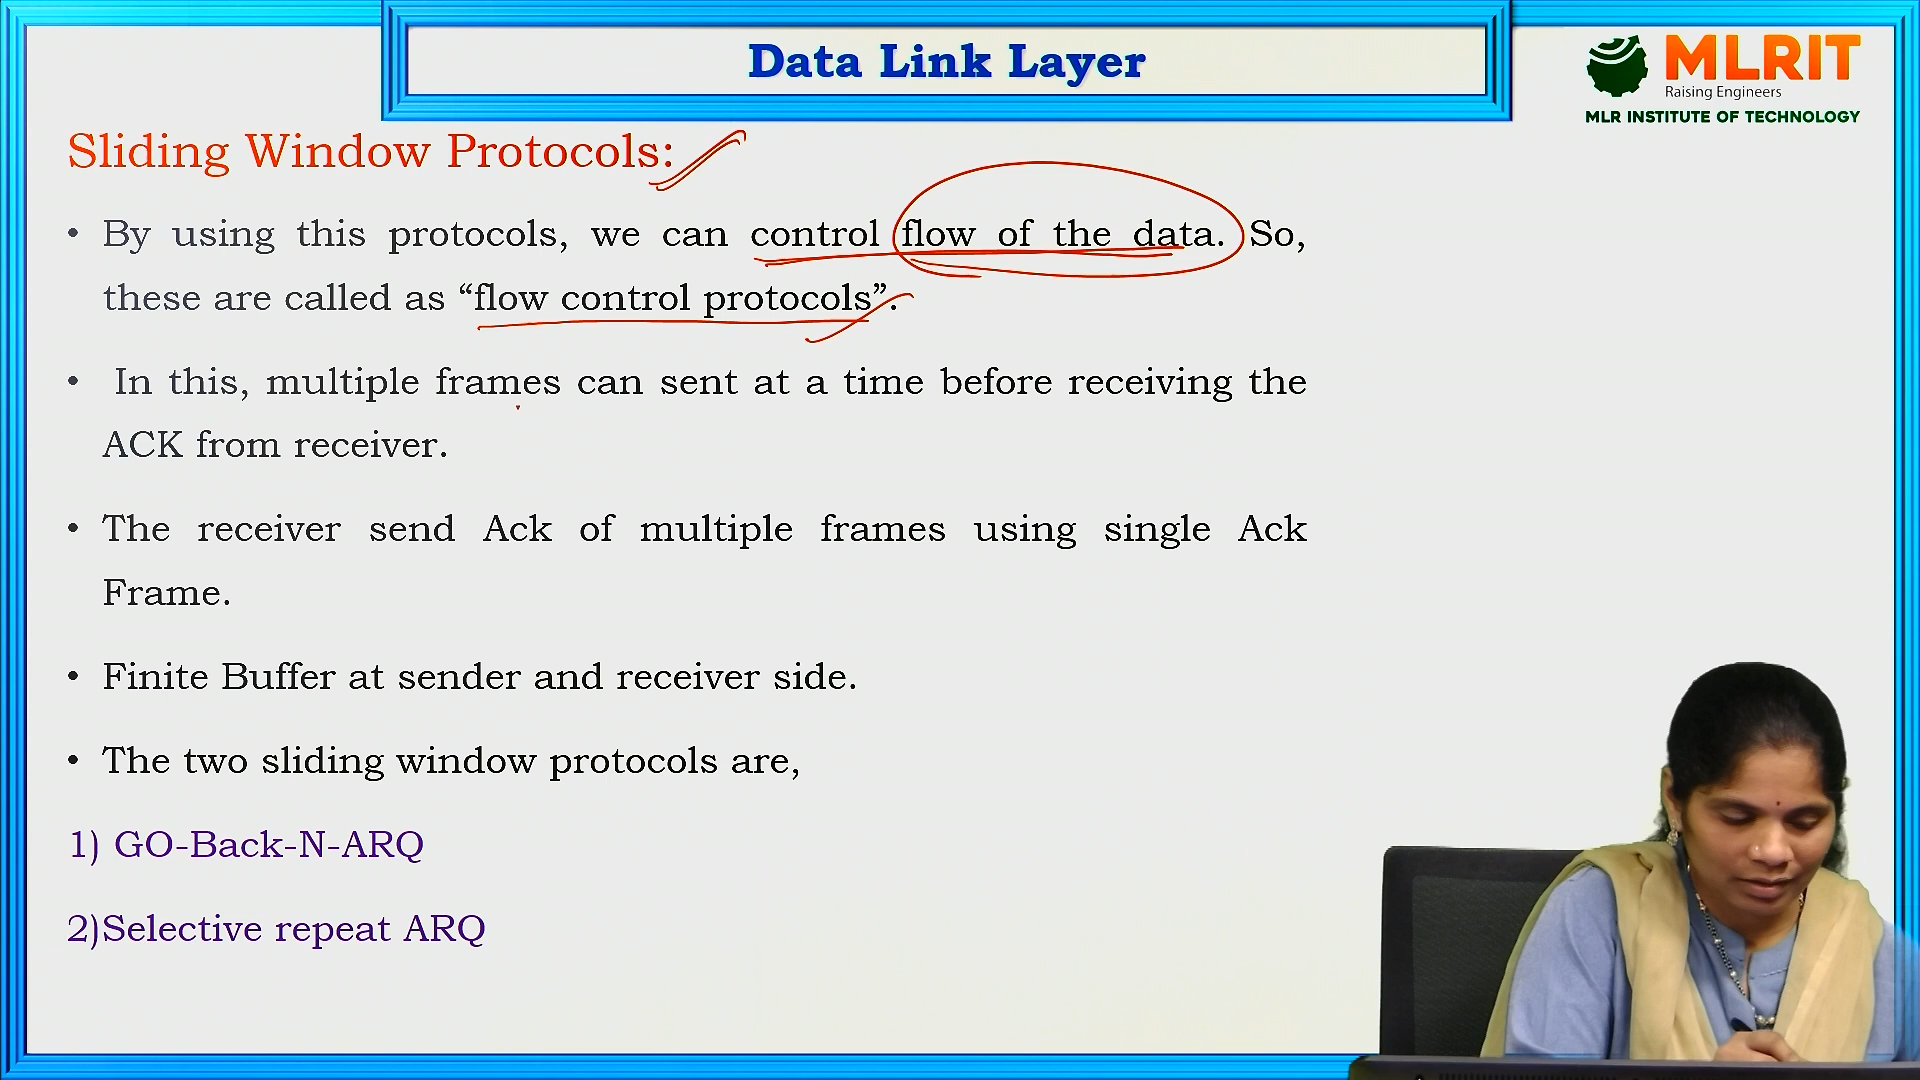 Data Link Layer
MLRIT
Raising Engineers
MLR INSTITUTE OF TECHNOLOGY
Sliding Window Protocols:
• By using this protocols, we can control flow of the data. So,
these are called as “flow control protocols”.
• In this, multiple frames can sent at a time before receiving the
ACK from receiver.
• The receiver send Ack of multiple frames using single Ack
Frame.
• Finite Buffer at sender and receiver side.
• The two sliding window protocols are,
1) GO-Back-N-ARQ
2)Selective repeat ARQ